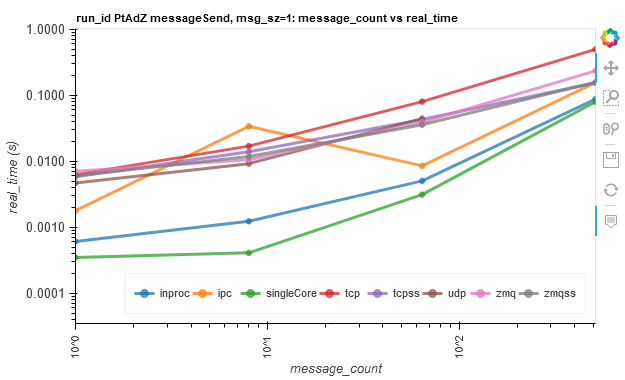 run_id PtAdZ messageSend, msg_sz=1: message_count vs real_time
1.0000
0.1000
0.0100
0.0010
0.0001
real_time (s)
inproc ipc singleCore tcp tcpss udp zmq zmqss
10^0 10^1 10^2
message_count